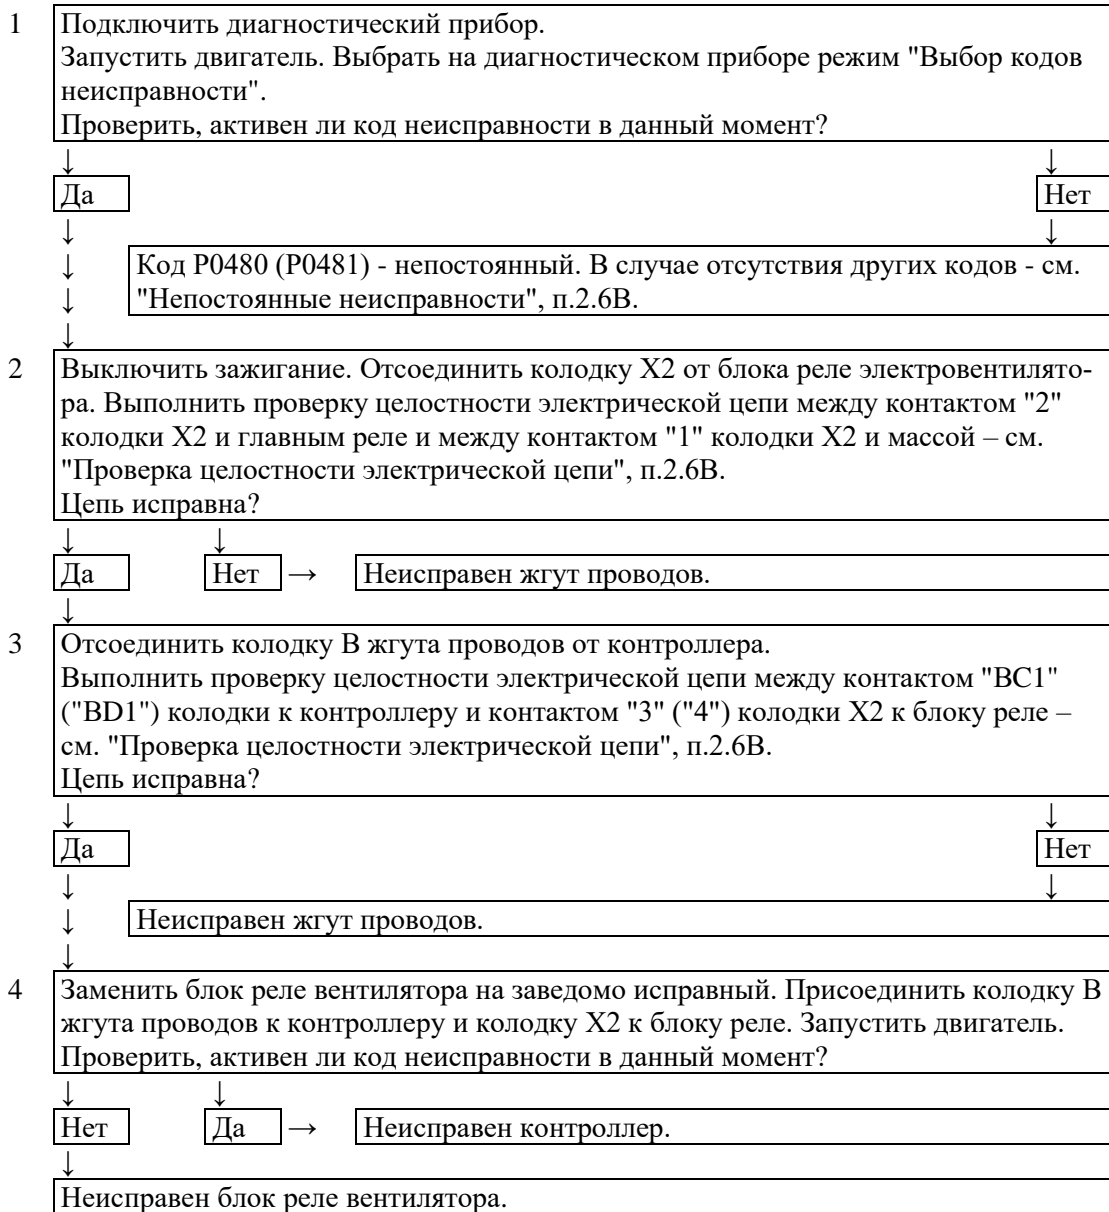 1 Подключить диагностический прибор.
Запустить двигатель. Выбрать на диагностическом приборе режим "Выбор кодов
неисправности".
Проверить, активен ли код неисправности в данный момент?
↓ ↓
Да Нет
↓ ↓
↓ Код P0480 (P0481) - непостоянный. В случае отсутствия других кодов - см.
↓ "Непостоянные неисправности", п.2.6В.
↓
2 Выключить зажигание. Отсоединить колодку X2 от блока реле электровентилято-
ра. Выполнить проверку целостности электрической цепи между контактом "2"
колодки X2 и главным реле и между контактом "1" колодки X2 и массой – см.
"Проверка целостности электрической цепи", п.2.6В.
Цепь исправна?
↓ ↓
Да Нет → Неисправен жгут проводов.
↓
3 Отсоединить колодку В жгута проводов от контроллера.
Выполнить проверку целостности электрической цепи между контактом "BC1"
("BD1") колодки к контроллеру и контактом "3" ("4") колодки X2 к блоку реле –
см. "Проверка целостности электрической цепи", п.2.6В.
Цепь исправна?
↓ ↓
Да Нет
↓ ↓
↓ Неисправен жгут проводов.
↓
4 Заменить блок реле вентилятора на заведомо исправный. Присоединить колодку В
жгута проводов к контроллеру и колодку X2 к блоку реле. Запустить двигатель.
Проверить, активен ли код неисправности в данный момент?
↓ ↓
Нет Да → Неисправен контроллер.
↓
Неисправен блок реле вентилятора.